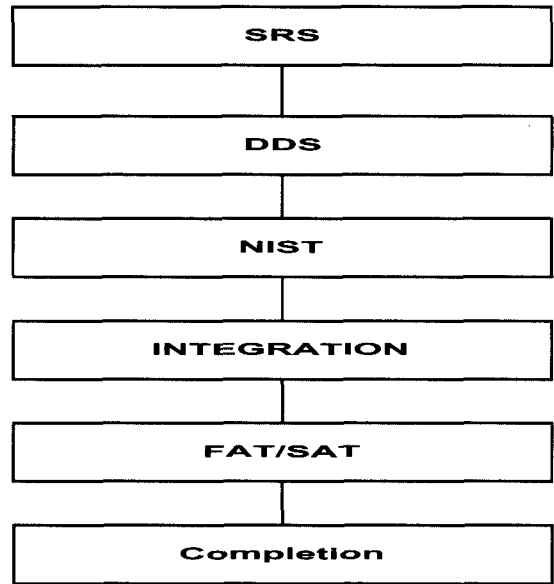 SRS
DDS
NIST
INTEGRATION
FAT/SAT
Completion